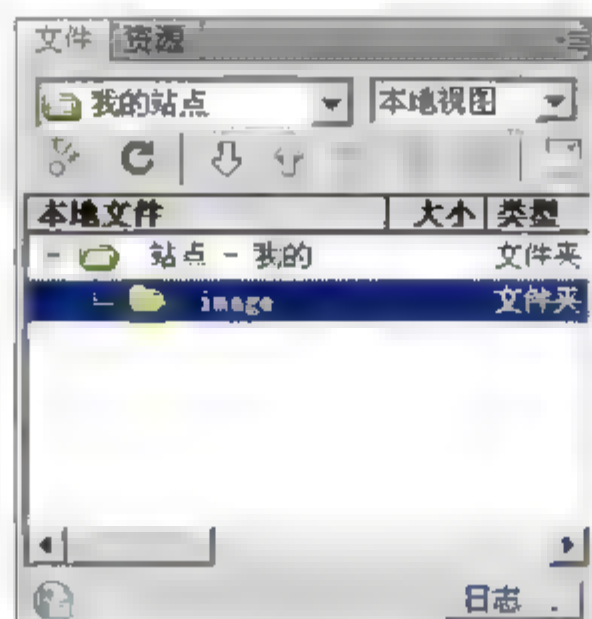 文件 资源
我的站点 本地视图
本地文件 大小 类型
站点 - 我的 文件夹
image 文件夹
日志 .